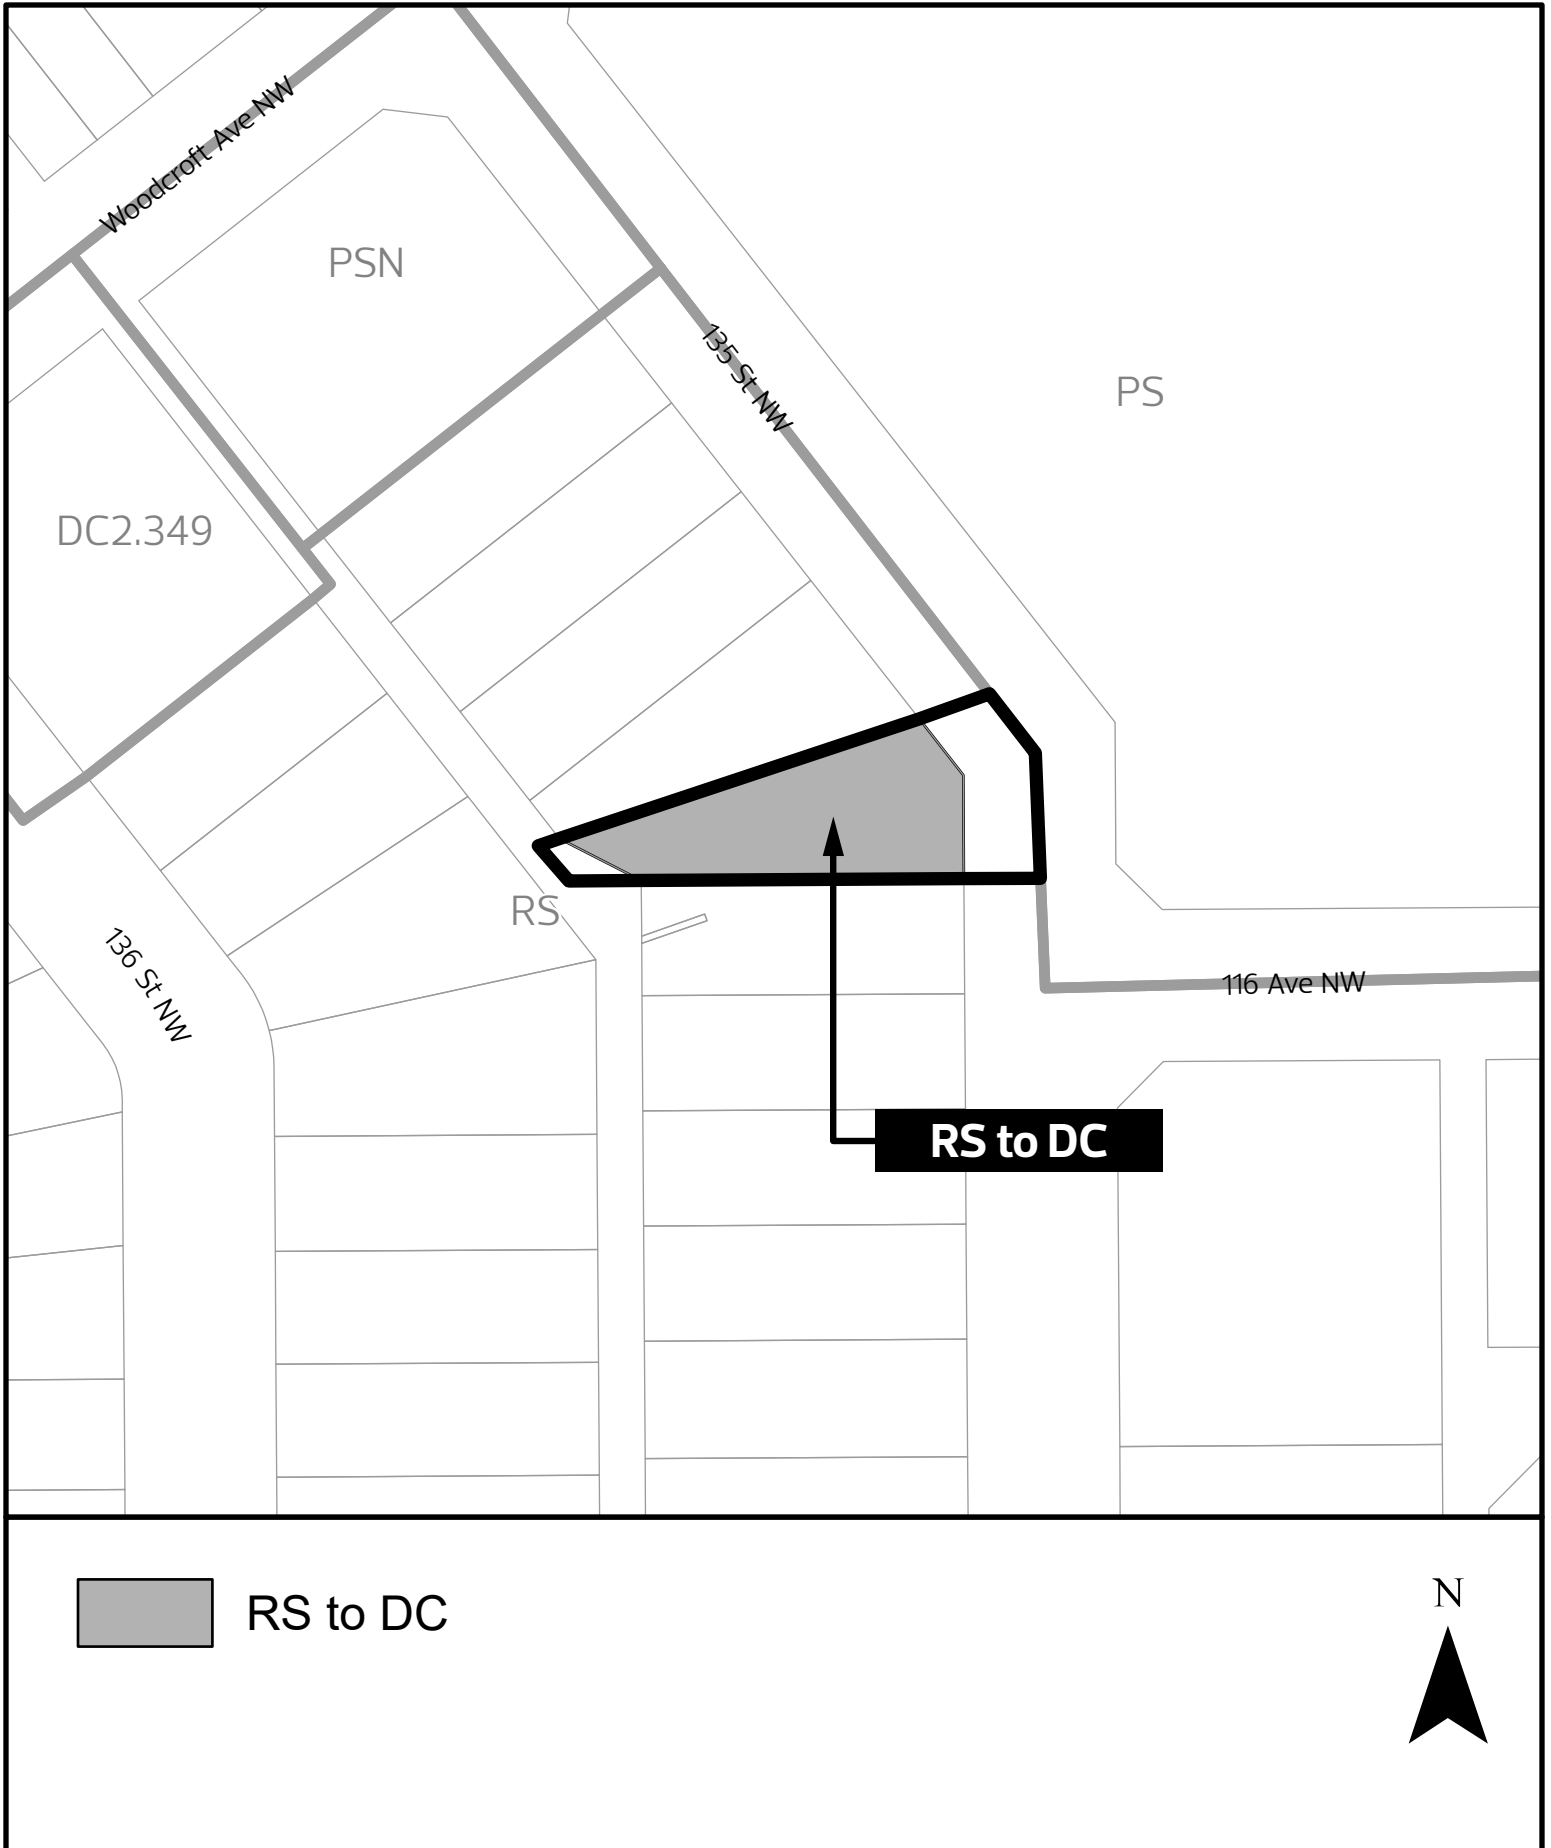 Woodcroft Ave NW
PSN
135 St NW
PS
DC2.349
RS
136 St NW
116 Ave NW
RS to DC
RS to DC
N